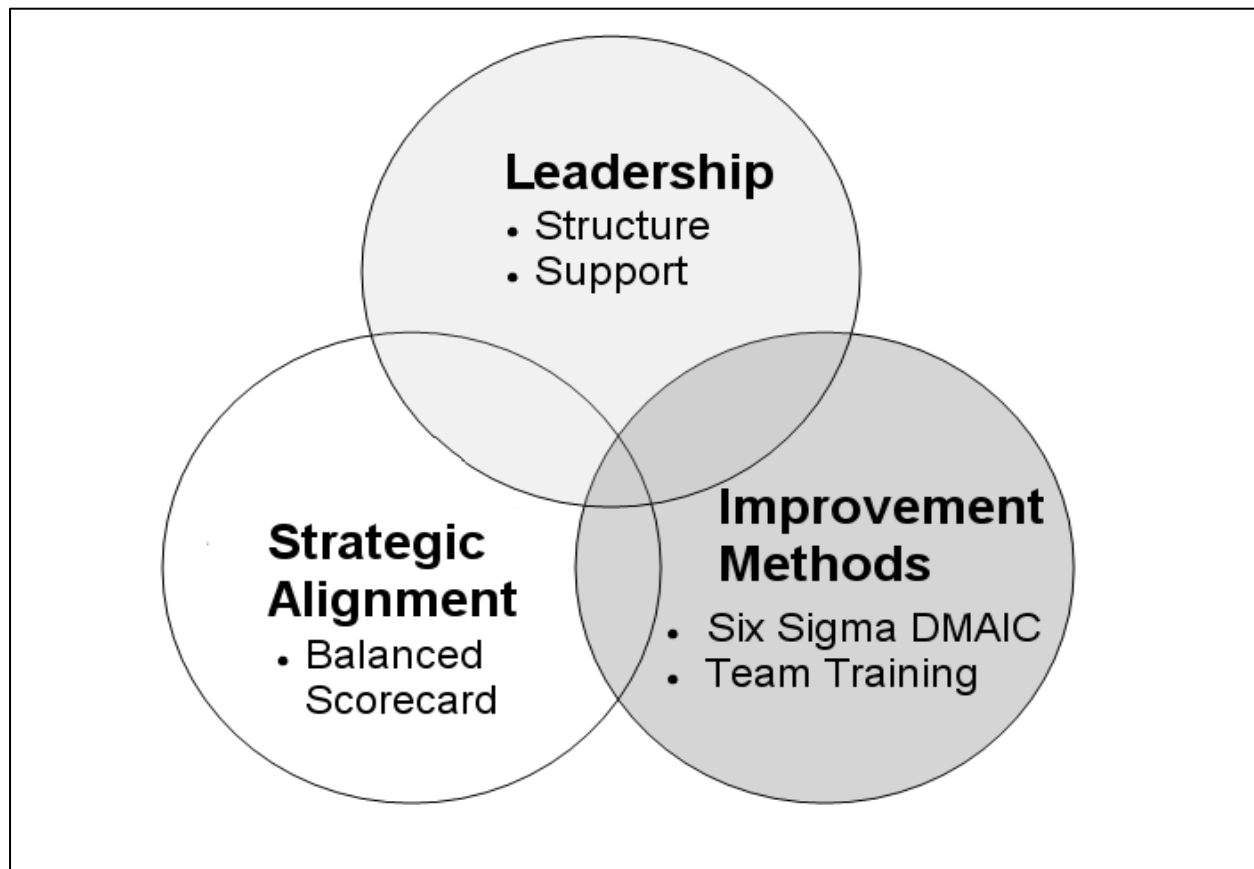 Leadership
• Structure
• Support
Strategic
Alignment
• Balanced
Scorecard
Improvement
Methods
• Six Sigma DMAIC
• Team Training